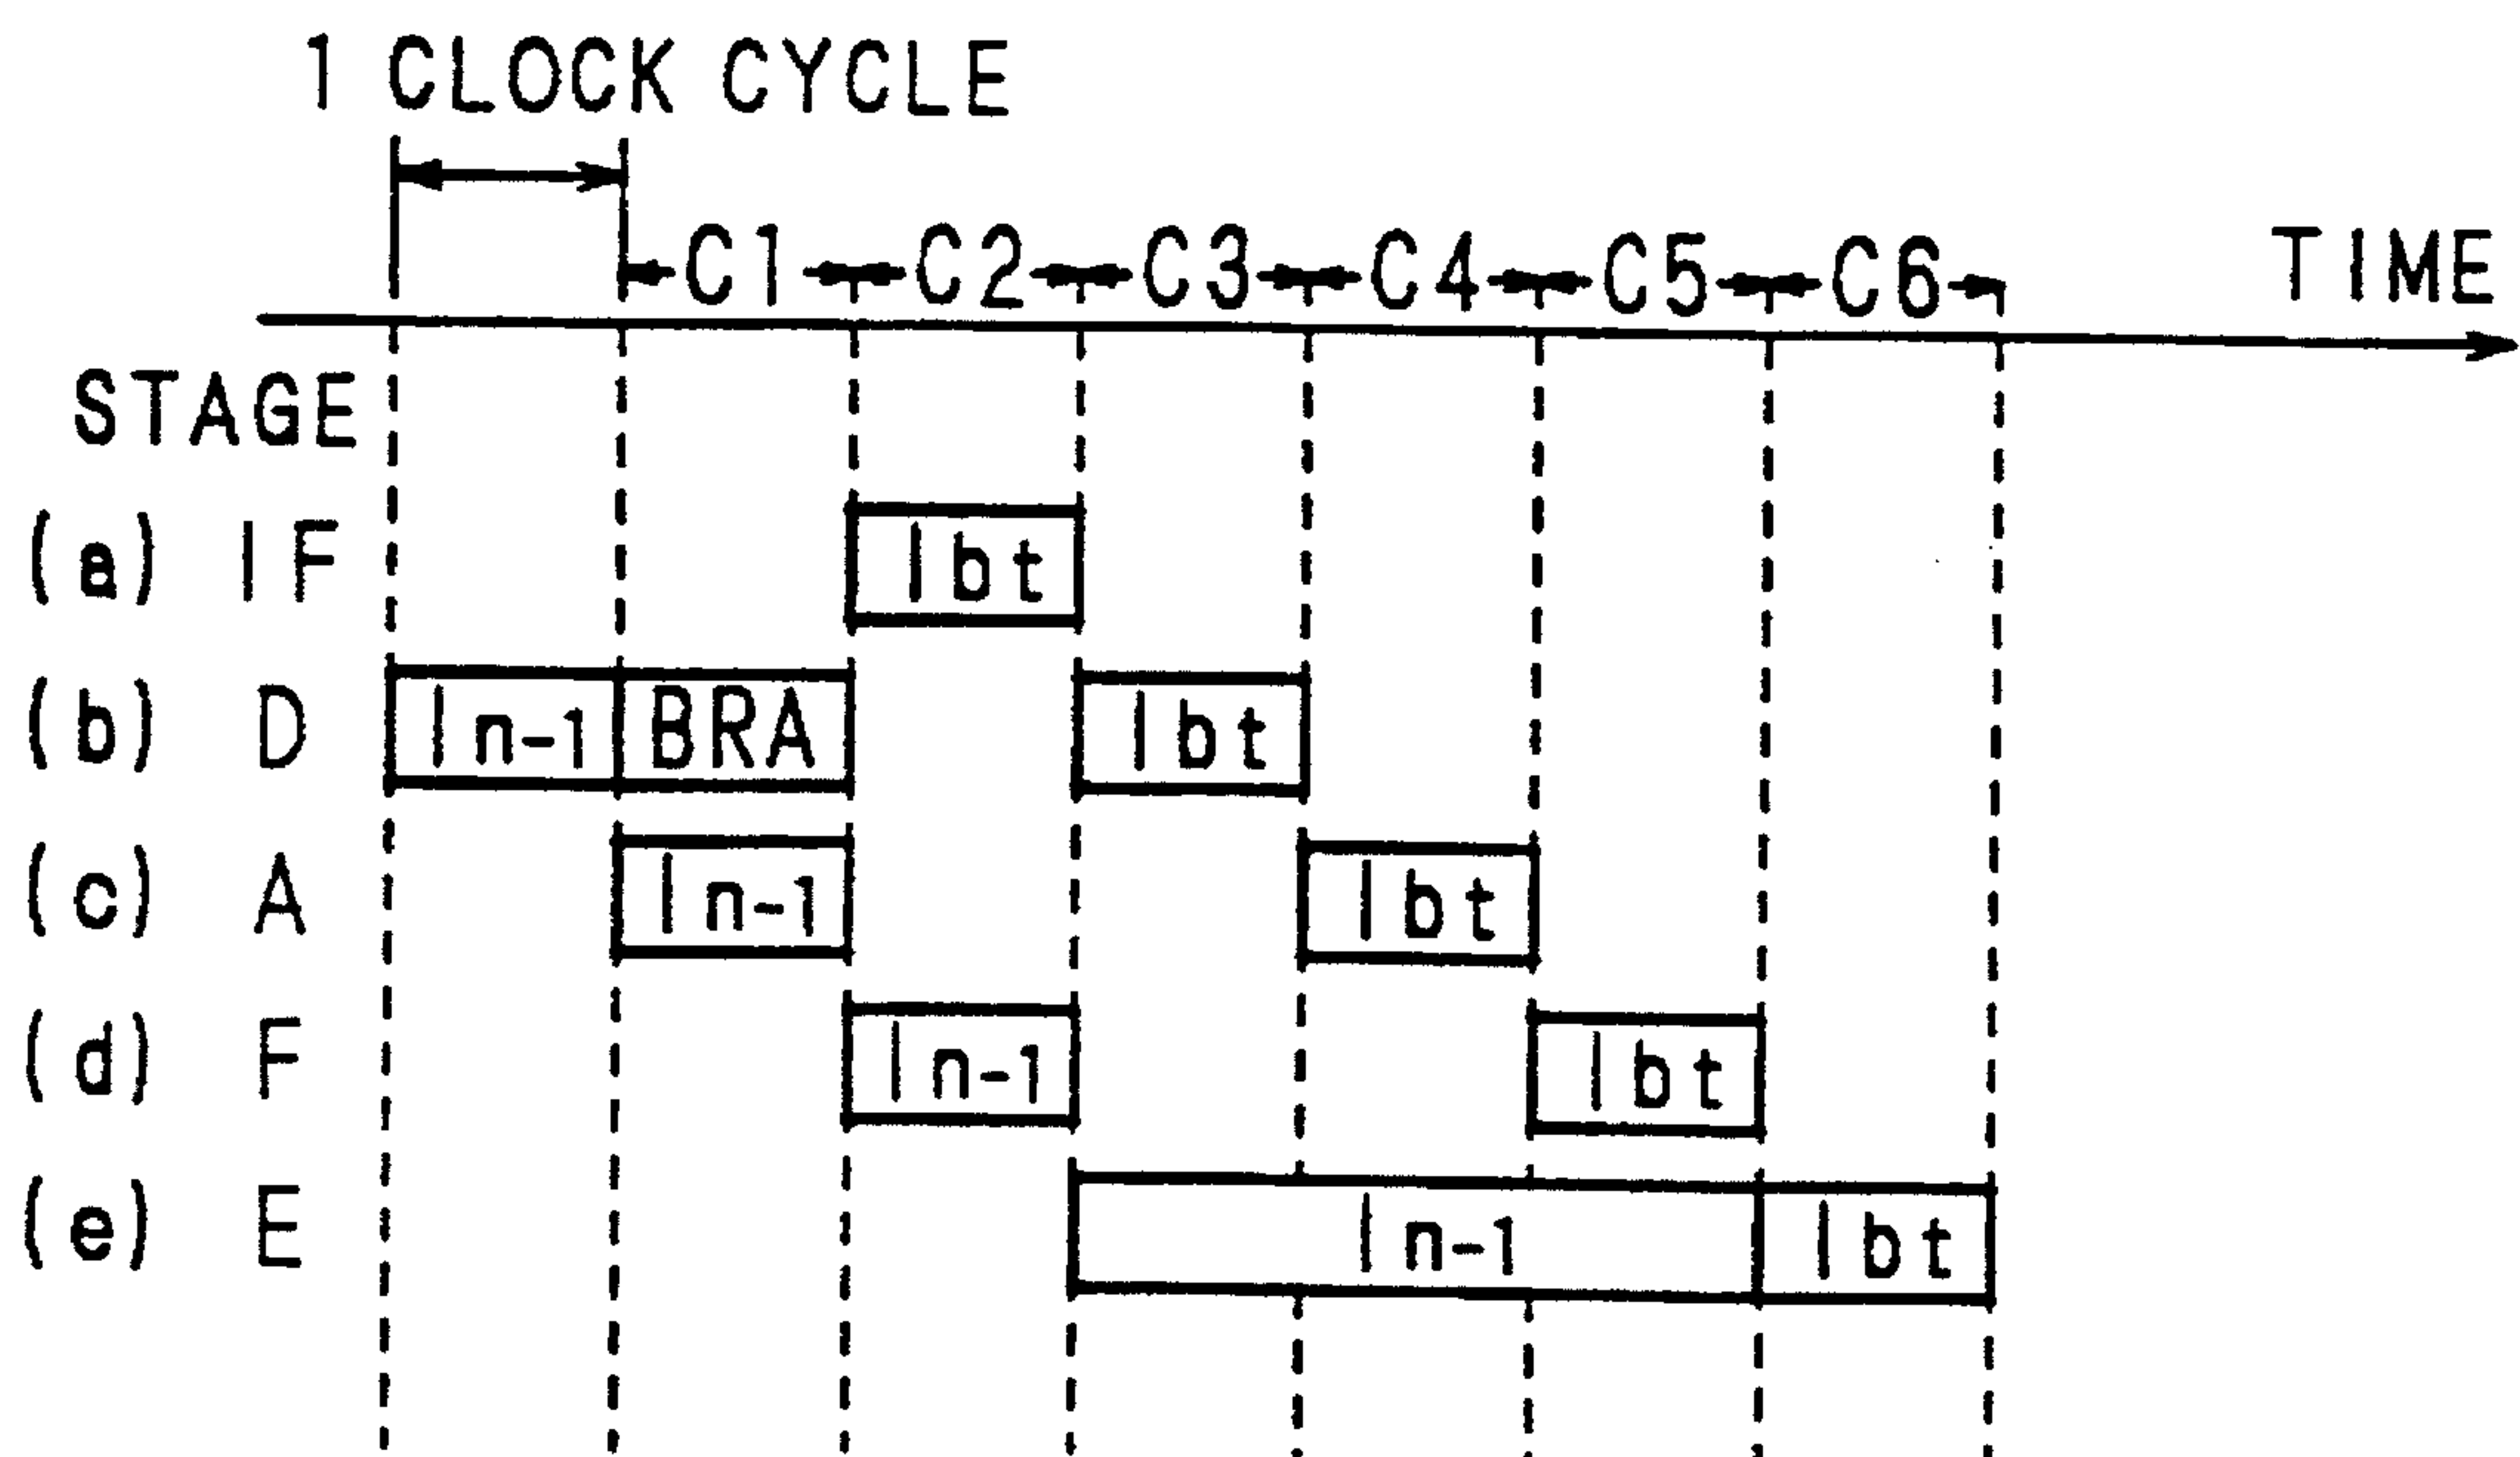 1 CLOCK CYCLE
C1 C2 C3 C4 C5 C6 TIME
STAGE
(a) IF Ibt
(b) D In-1 BRA Ibt
(c) A In-1 Ibt
(d) F In-1 Ibt
(e) E In-1 Ibt